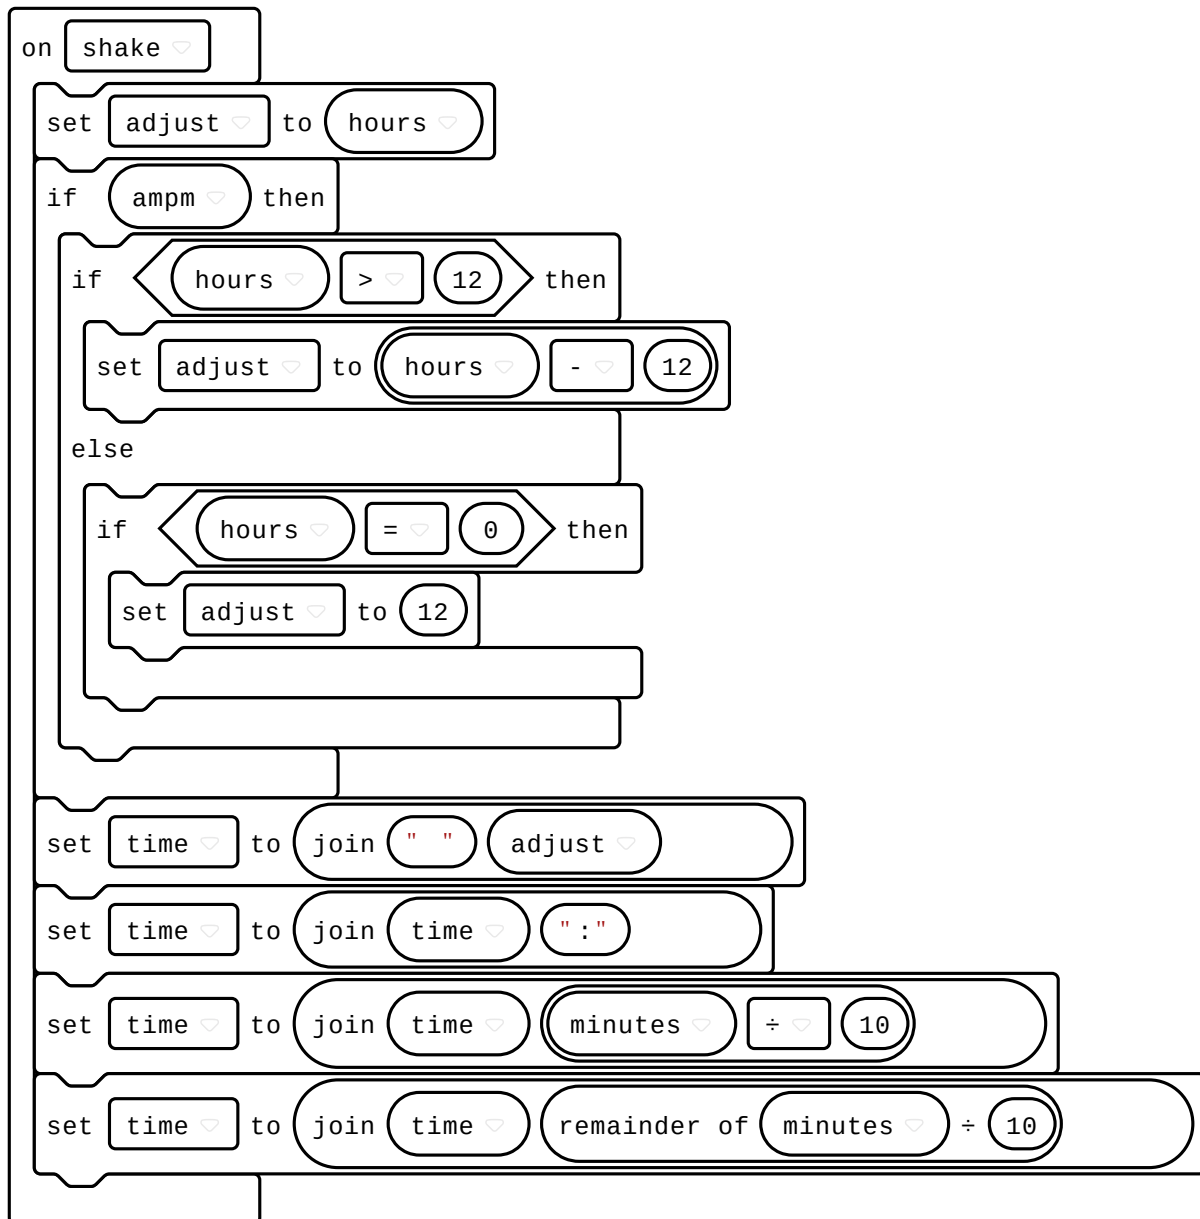 on shake
set adjust to hours
if ampm then
if hours > 12 then
set adjust to hours - 12
else
if hours = 0 then
set adjust to 12
set time to join " " adjust
set time to join time ":"
set time to join time minutes ÷ 10
set time to join time remainder of minutes ÷ 10